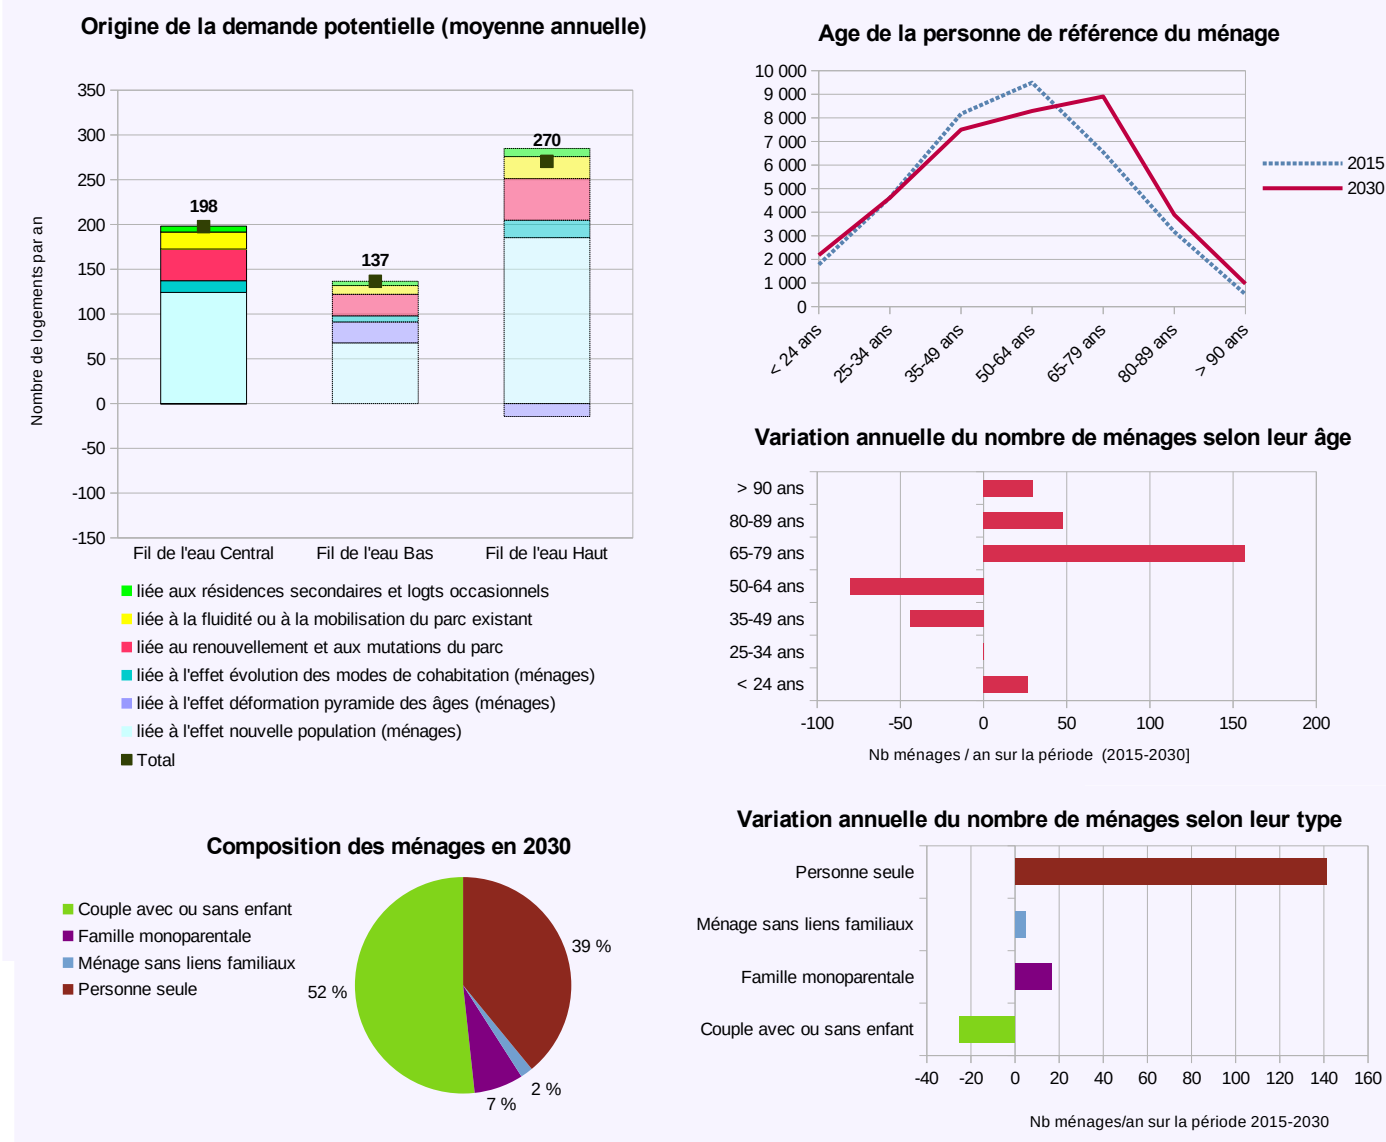 Origine de la demande potentielle (moyenne annuelle)
350
300
250
200
150
100
50
0
-50
-100
-150
Nombre de logements par an
198
137
270
Fil de l'eau Central
Fil de l'eau Bas
Fil de l'eau Haut
liée aux résidences secondaires et logts occasionnels
liée à la fluidité ou à la mobilisation du parc existant
liée au renouvellement et aux mutations du parc
liée à l'effet évolution des modes de cohabitation (ménages)
liée à l'effet déformation pyramide des âges (ménages)
liée à l'effet nouvelle population (ménages)
Total
Age de la personne de référence du ménage
10 000
9 000
8 000
7 000
6 000
5 000
4 000
3 000
2 000
1 000
0
< 24 ans
25-34 ans
35-49 ans
50-64 ans
65-79 ans
80-89 ans
> 90 ans
2015
2030
Variation annuelle du nombre de ménages selon leur âge
> 90 ans
80-89 ans
65-79 ans
50-64 ans
35-49 ans
25-34 ans
< 24 ans
-100
-50
0
50
100
150
200
Nb ménages / an sur la période (2015-2030]
Composition des ménages en 2030
Couple avec ou sans enfant
Famille monoparentale
Ménage sans liens familiaux
Personne seule
39 %
52 %
2 %
7 %
Variation annuelle du nombre de ménages selon leur type
Personne seule
Ménage sans liens familiaux
Famille monoparentale
Couple avec ou sans enfant
-40
-20
0
20
40
60
80
100
120
140
160
Nb ménages/an sur la période 2015-2030